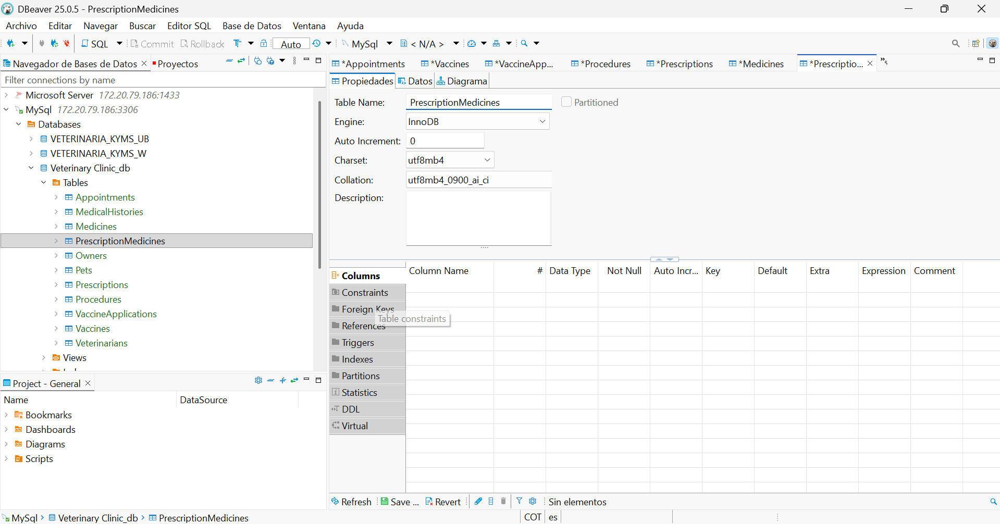 DBeaver 25.0.5 - PrescriptionMedicines
Archivo Editar Navegar Buscar Editor SQL Base de Datos Ventana Ayuda
SQL Commit Rollback Auto MySql < N/A >
Navegador de Bases de Datos Proyectos
Filter connections by name
Microsoft Server 172.20.79.186:1433
MySql 172.20.79.186:3306
Databases
VETERINARIA_KYMS_UB
VETERINARIA_KYMS_W
Veterinary Clinic_db
Tables
Appointments
MedicalHistories
Medicines
PrescriptionMedicines
Owners
Pets
Prescriptions
Procedures
VaccineApplications
Vaccines
Veterinarians
Views
Project - General
Name DataSource
Bookmarks
Dashboards
Diagrams
Scripts
*Appointments *Vaccines *VaccineApp... *Procedures *Prescriptions *Medicines *Prescriptio... »5
Propiedades Datos Diagrama
Table Name: PrescriptionMedicines Partitioned
Engine: InnoDB
Auto Increment: 0
Charset: utf8mb4
Collation: utf8mb4_0900_ai_ci
Description:
Column Name # Data Type Not Null Auto Incr... Key Default Extra Expression Comment
Columns
Constraints
Foreign Keys
Table constraints
References
Triggers
Indexes
Partitions
Statistics
DDL
Virtual
Refresh Save ... Revert Sin elementos
MySql Veterinary Clinic_db PrescriptionMedicines COT es